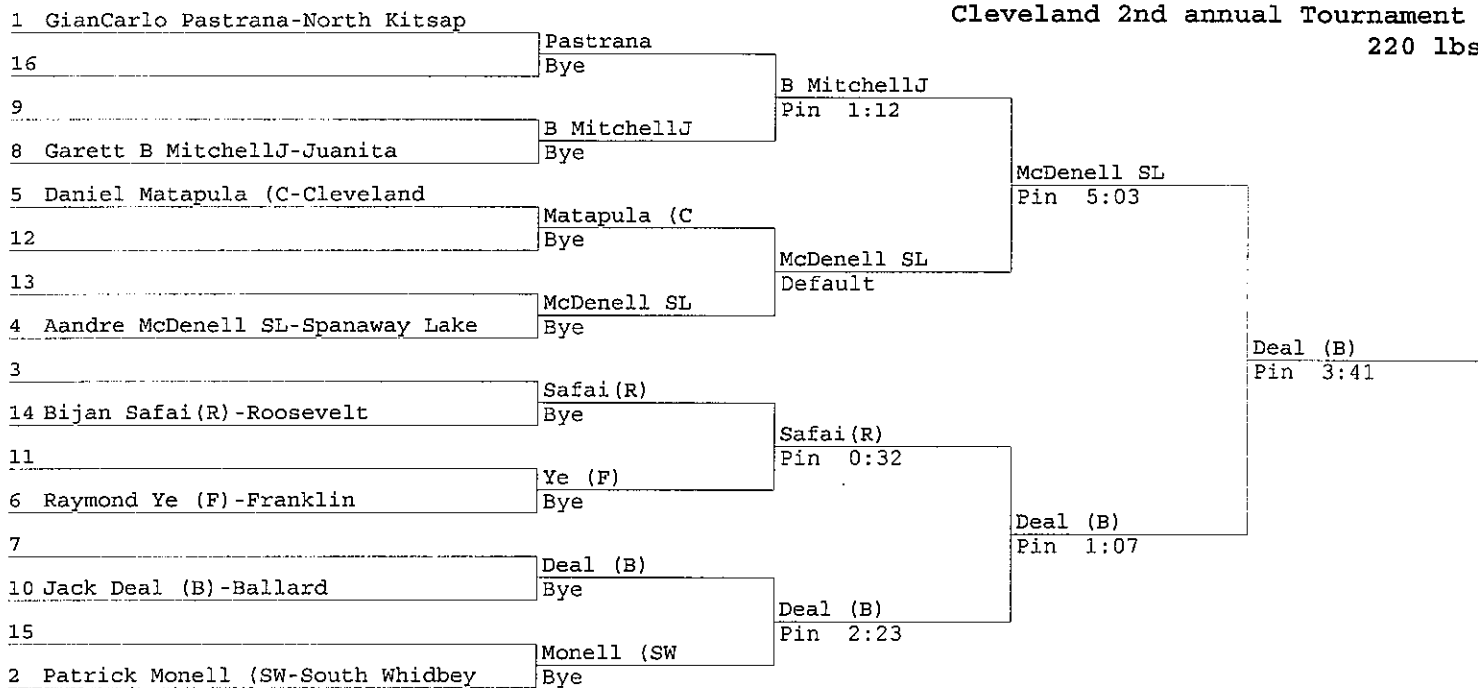 Cleveland 2nd annual Tournament
220 lbs
1 GianCarlo Pastrana-North Kitsap
Pastrana
16
Bye
B MitchellJ
9
Pin 1:12
B MitchellJ
8 Garett B MitchellJ-Juanita
Bye
McDenell SL
5 Daniel Matapula (C-Cleveland
Pin 5:03
Matapula (C
12
Bye
McDenell SL
13
Default
McDenell SL
4 Aandre McDenell SL-Spanaway Lake
Bye
Deal (B)
3
Pin 3:41
Safai(R)
14 Bijan Safai(R)-Roosevelt
Bye
Safai(R)
11
Pin 0:32
Ye (F)
6 Raymond Ye (F)-Franklin
Bye
Deal (B)
7
Pin 1:07
Deal (B)
10 Jack Deal (B)-Ballard
Bye
Deal (B)
15
Pin 2:23
Monell (SW
2 Patrick Monell (SW-South Whidbey
Bye